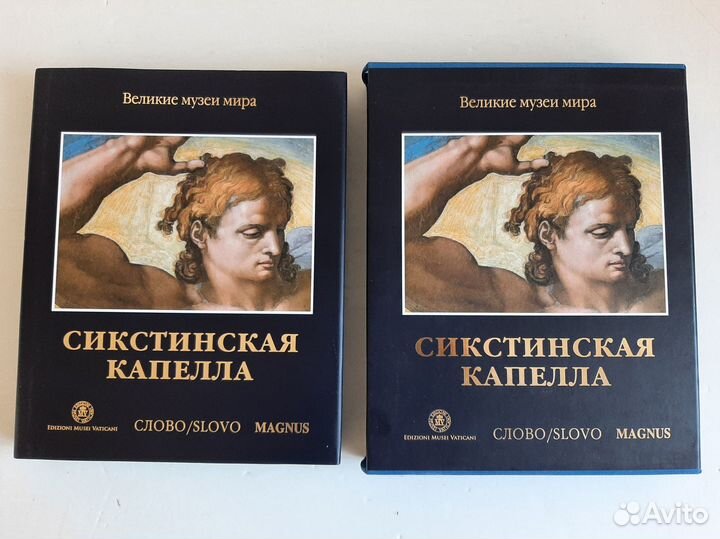 Великие музеи мира
СИКСТИНСКАЯ
КАПЕЛЛА
EDIZIONI MUSEI VATICANI СЛОВО/SLOVO MAGNUS
Великие музеи мира
СИКСТИНСКАЯ
КАПЕЛЛА
EDIZIONI MUSEI VATICANI СЛОВО/SLOVO MAGNUS
Avito